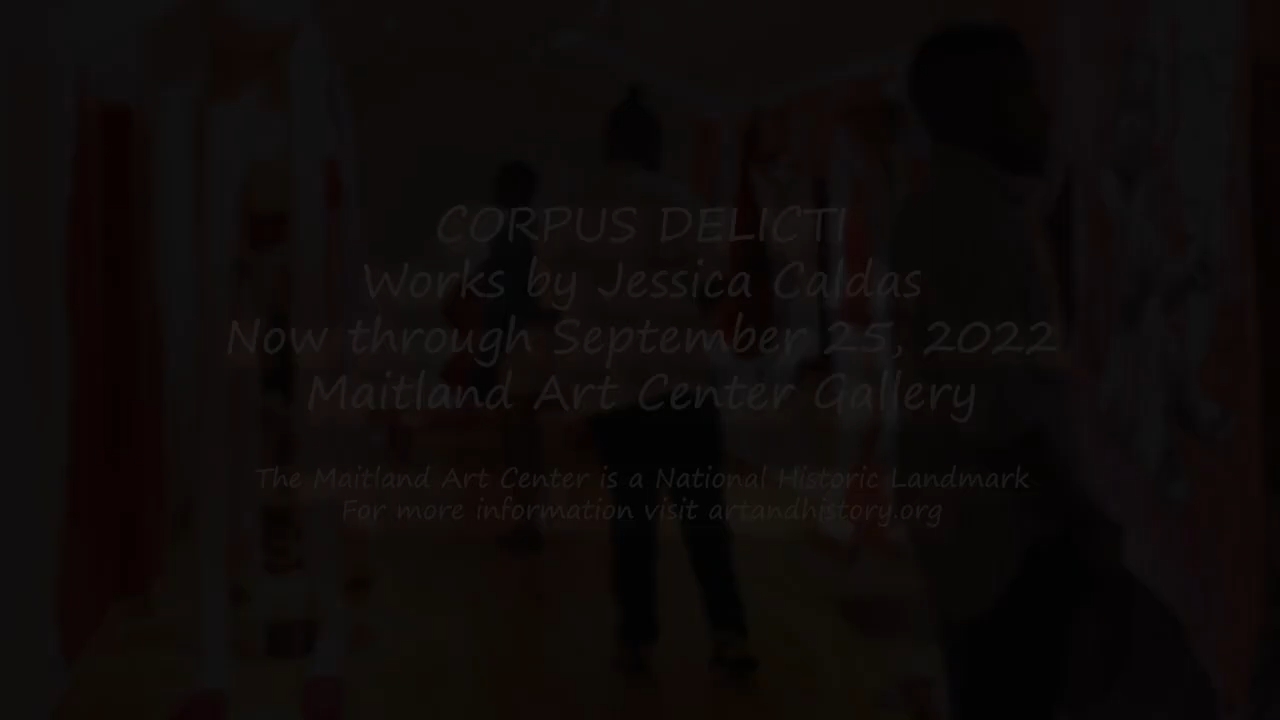 CORPUS DELICTI
Works by Jessica Caldas
Now through September 25, 2022
Maitland Art Center Gallery
The Maitland Art Center is a National Historic Landmark
For more information visit artandhistory.org